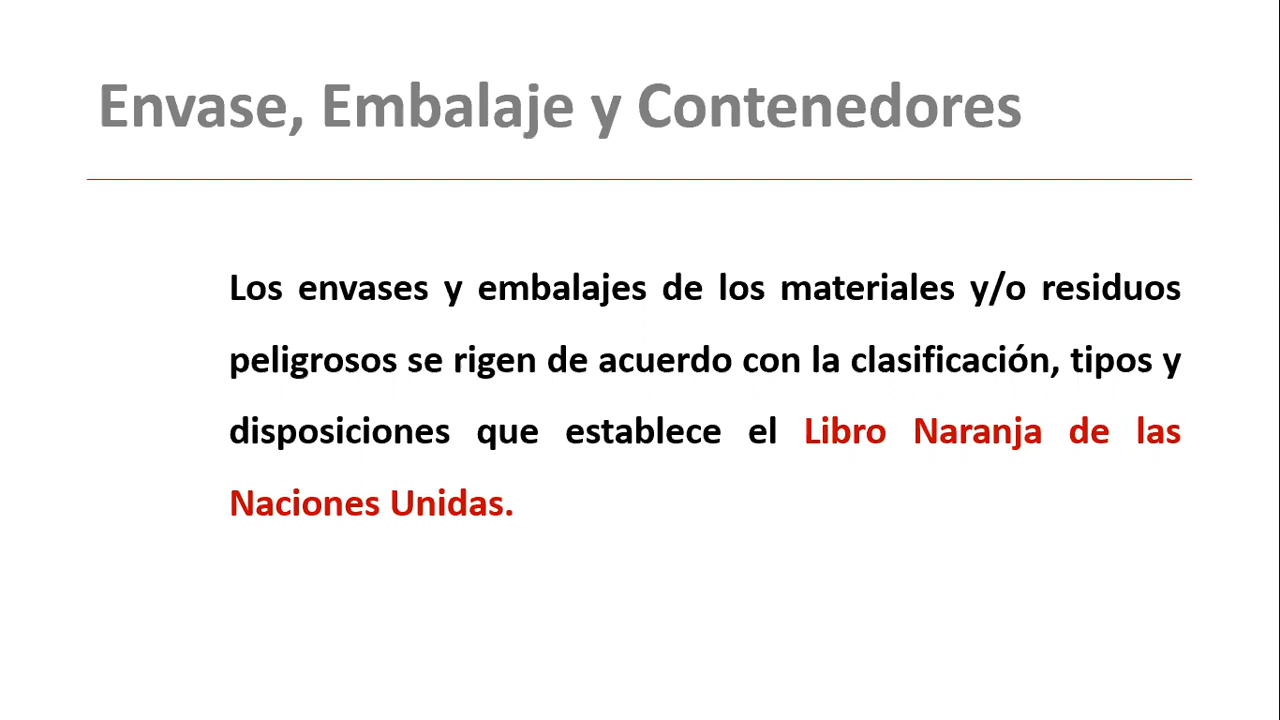 Envase, Embalaje y Contenedores
Los envases y embalajes de los materiales y/o residuos
peligrosos se rigen de acuerdo con la clasificación, tipos y
disposiciones que establece el Libro Naranja de las
Naciones Unidas.